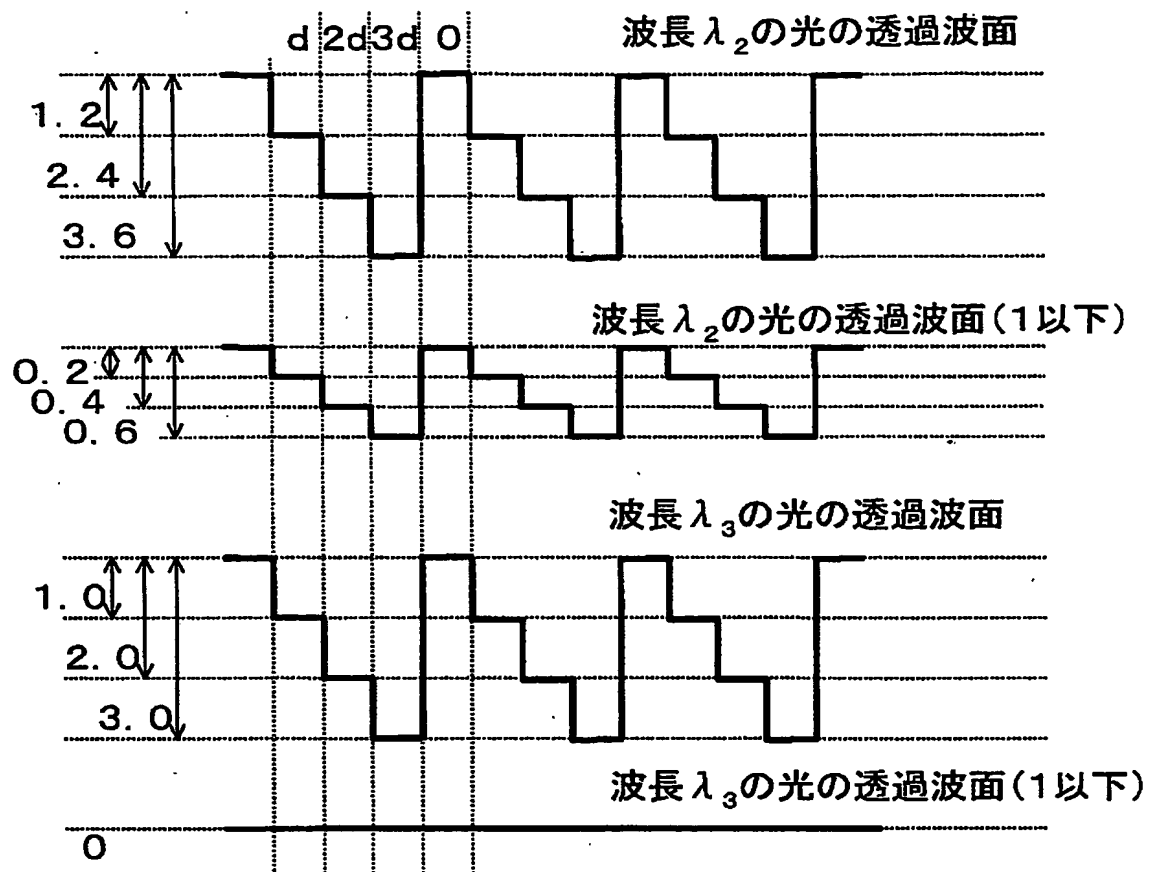 d 2d 3d 0
波長λ₂の光の透過波面
1.2
2.4
3.6
波長λ₂の光の透過波面(1以下)
0.2
0.4
0.6
波長λ₃の光の透過波面
1.0
2.0
3.0
波長λ₃の光の透過波面(1以下)
0